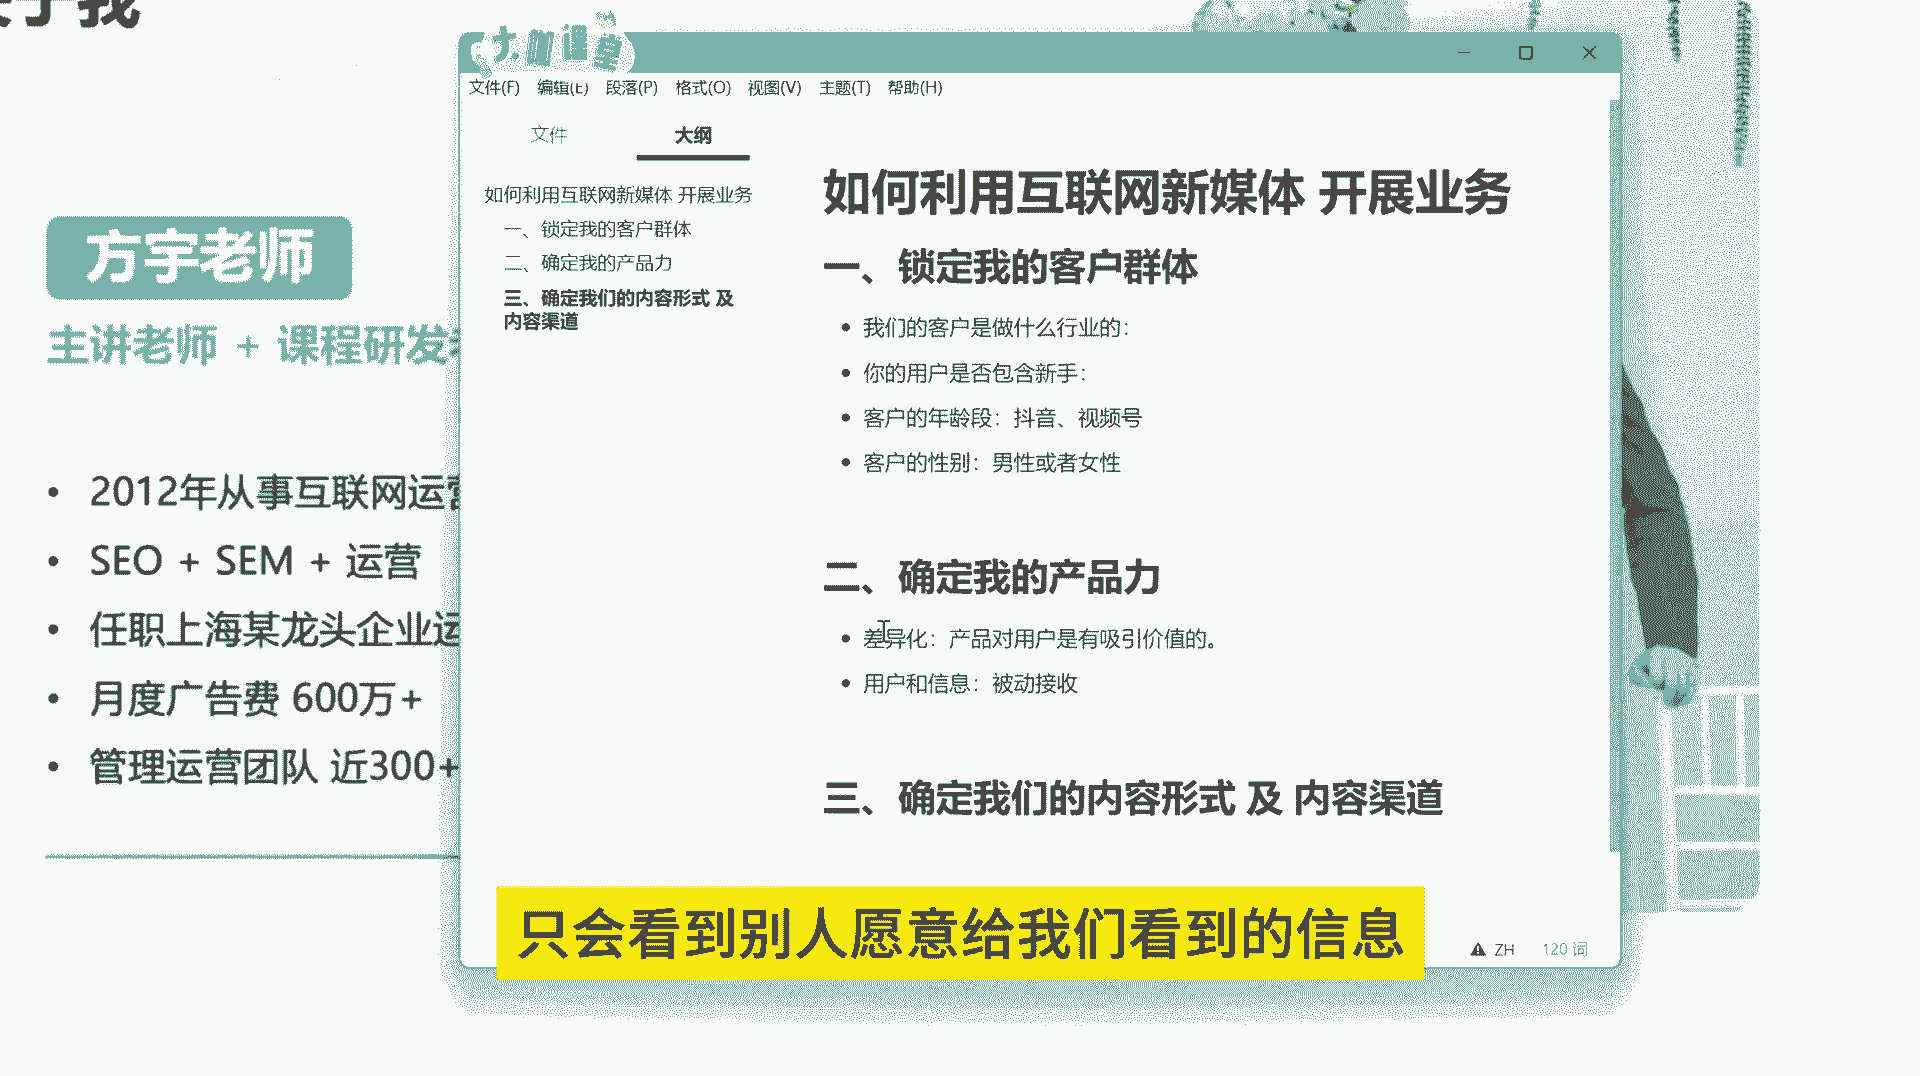 于我
方宇老师
主讲老师 + 课程研发
2012年从事互联网运营
SEO + SEM + 运营
任职上海某龙头企业运
月度广告费 600万+
管理运营团队 近300+
大咖课堂
文件(F) 编辑(E) 段落(P) 格式(O) 视图(V) 主题(T) 帮助(H)
文件 大纲
如何利用互联网新媒体 开展业务
一、锁定我的客户群体
二、确定我的产品力
三、确定我们的内容形式 及
内容渠道
如何利用互联网新媒体 开展业务
一、锁定我的客户群体
我们的客户是做什么行业的:
你的用户是否包含新手:
客户的年龄段：抖音、视频号
客户的性别：男性或者女性
二、确定我的产品力
差异化：产品对用户是有吸引价值的。
用户和信息：被动接收
三、确定我们的内容形式 及 内容渠道
只会看到别人愿意给我们看到的信息
ZH 120 词